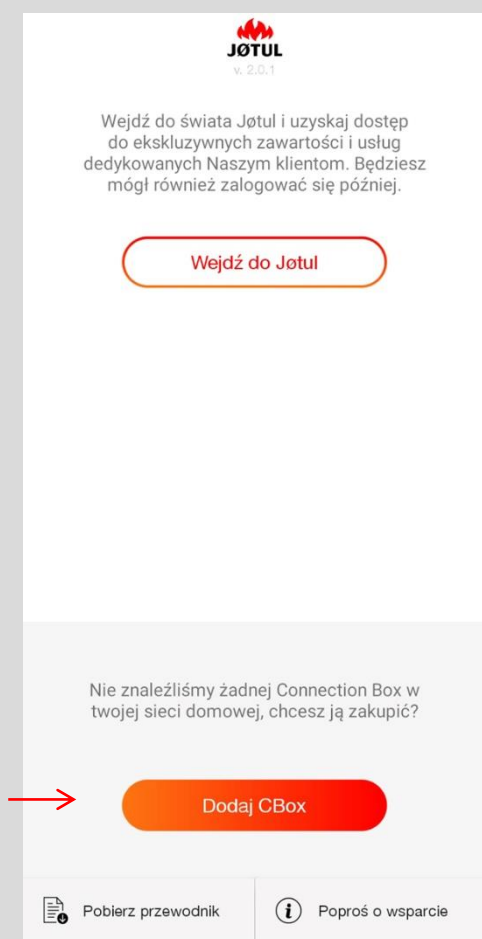 JØTUL
v. 2.0.1
Wejdź do świata Jøtul i uzyskaj dostęp
do ekskluzywnych zawartości i usług
dedykowanych Naszym klientom. Będziesz
mógł również zalogować się później.
Wejdź do Jøtul
Nie znaleźliśmy żadnej Connection Box w
twojej sieci domowej, chcesz ją zakupić?
Dodaj CBox
Pobierz przewodnik
Poproś o wsparcie